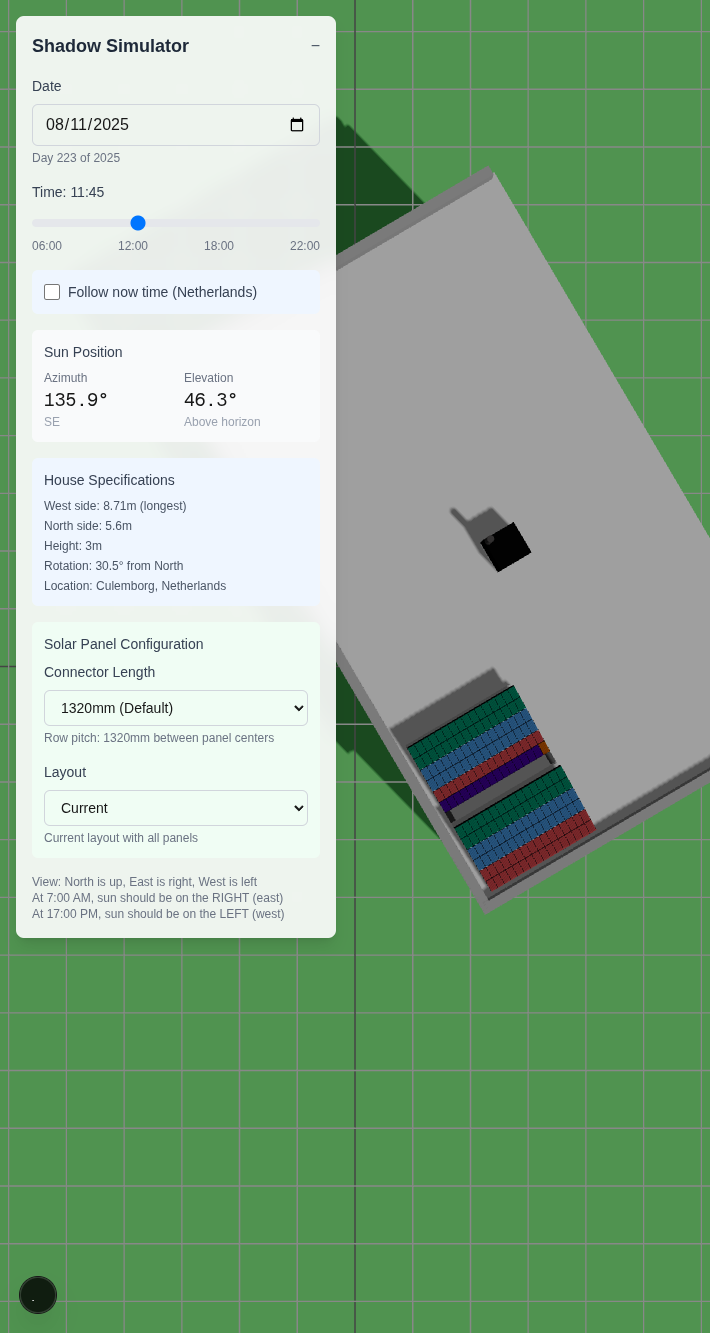 Shadow Simulator
−
Date
08/11/2025
Day 223 of 2025
Time: 11:45
06:00 12:00 18:00 22:00
Follow now time (Netherlands)
Sun Position
Azimuth Elevation
135.9° 46.3°
SE Above horizon
House Specifications
West side: 8.71m (longest)
North side: 5.6m
Height: 3m
Rotation: 30.5° from North
Location: Culemborg, Netherlands
Solar Panel Configuration
Connector Length
1320mm (Default)
Row pitch: 1320mm between panel centers
Layout
Current
Current layout with all panels
View: North is up, East is right, West is left
At 7:00 AM, sun should be on the RIGHT (east)
At 17:00 PM, sun should be on the LEFT (west)